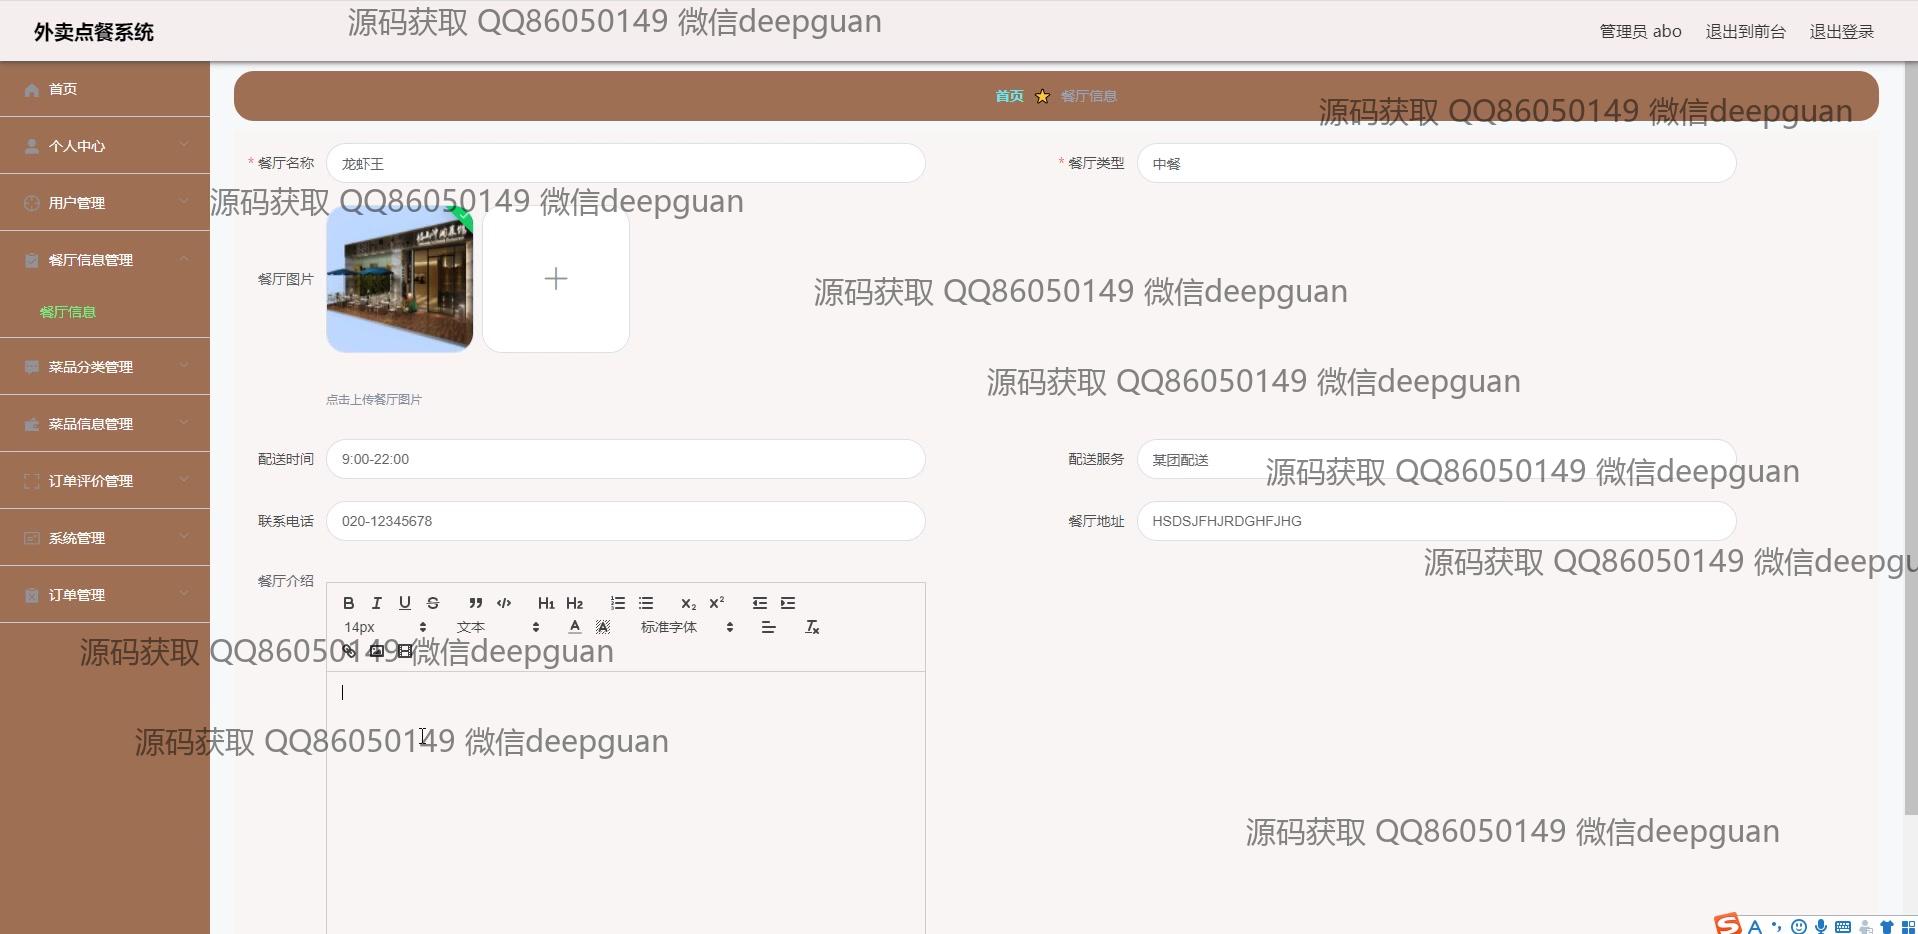 外卖点餐系统
源码获取 QQ86050149 微信deepguan
管理员 abo 退出到前台 退出登录
首页
个人中心
用户管理
餐厅信息管理
餐厅信息
菜品分类管理
菜品信息管理
订单评价管理
系统管理
订单管理
首页 餐厅信息
源码获取 QQ86050149 微信deepguan
* 餐厅名称 龙虾王
* 餐厅类型 中餐
源码获取 QQ86050149 微信deepguan
餐厅图片
源码获取 QQ86050149 微信deepguan
源码获取 QQ86050149 微信deepguan
点击上传餐厅图片
配送时间 9:00-22:00
配送服务 某团配送
源码获取 QQ86050149 微信deepguan
联系电话 020-12345678
餐厅地址 HSDSJFHJRDGHFJHG
源码获取 QQ86050149 微信deepgu
餐厅介绍
B I U S H1 H2 x2 x2
14px 文本 A A 标准字体 Tx
源码获取 QQ86050149 微信deepguan
源码获取 QQ86050149 微信deepguan
源码获取 QQ86050149 微信deepguan